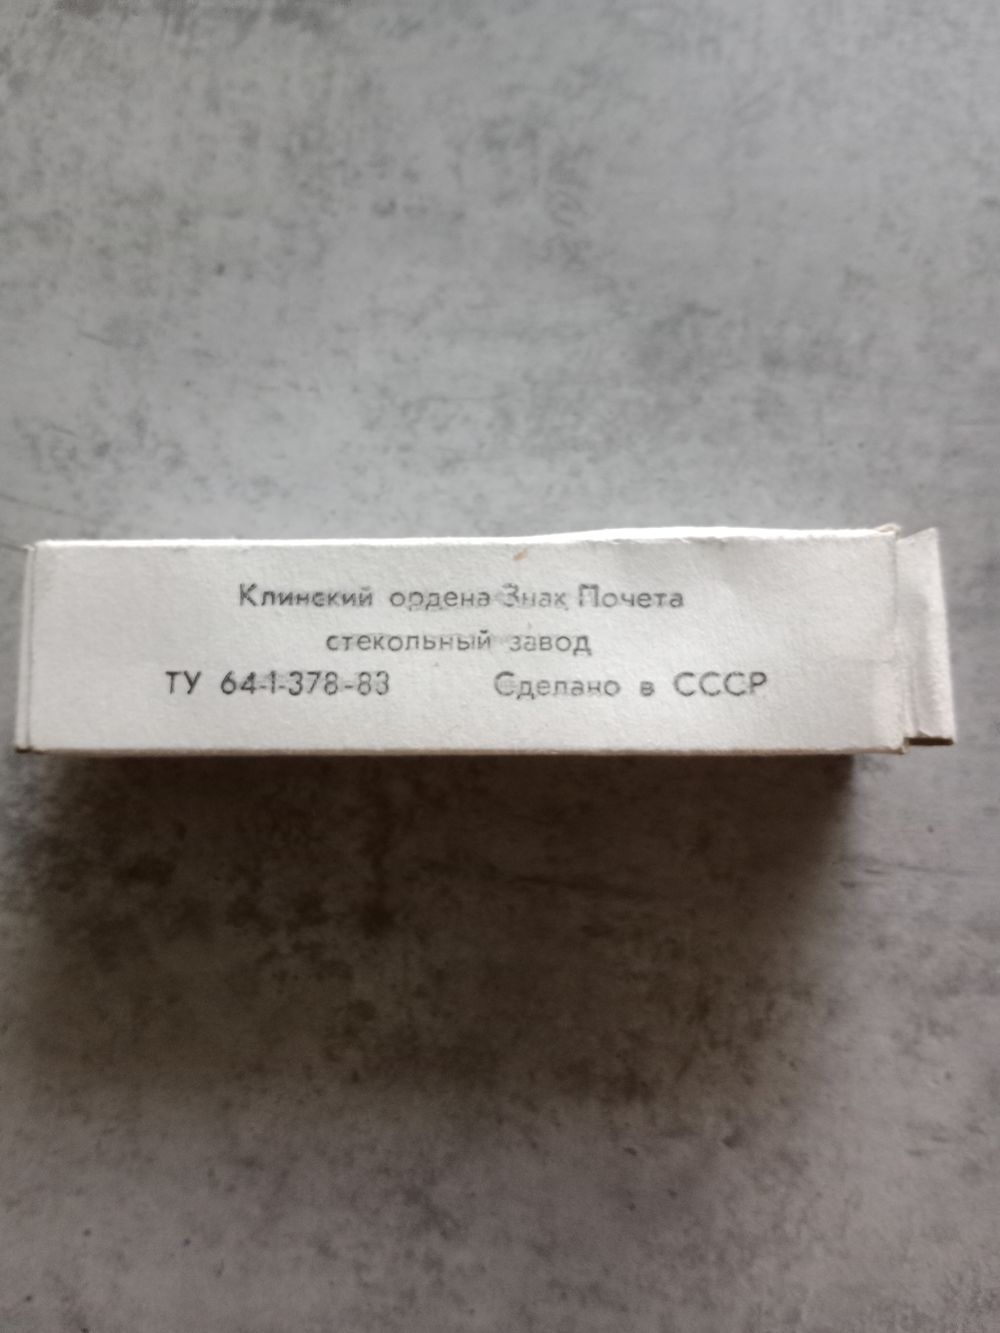 Клинский ордена Знак Почета
стекольный завод
ТУ 64-1-378-83 Сделано в СССР